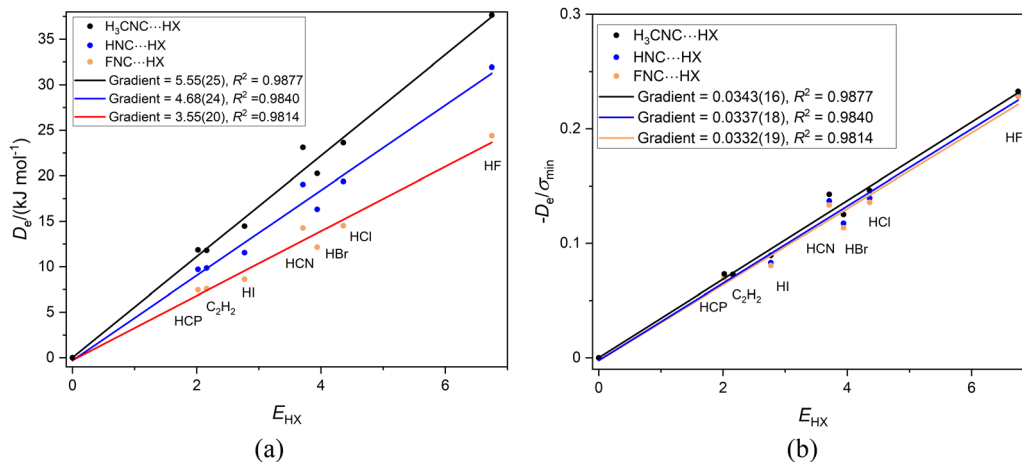 (a)
H₃CNC···HX
HNC···HX
FNC···HX
Gradient = 5.55(25), R² = 0.9877
Gradient = 4.68(24), R² = 0.9840
Gradient = 3.55(20), R² = 0.9814
Dₑ/(kJ mol⁻¹)
35
30
25
20
15
10
5
0
HF
HCl
HCN
HBr
HI
C₂H₂
HCP
0
2
4
6
E_HX
(a)
(b)
H₃CNC···HX
HNC···HX
FNC···HX
Gradient = 0.0343(16), R² = 0.9877
Gradient = 0.0337(18), R² = 0.9840
Gradient = 0.0332(19), R² = 0.9814
-Dₑ/σ_min
-0.3
0.2
0.1
0
HF
HCl
HCN
HBr
HI
C₂H₂
HCP
0
2
4
6
E_HX
(b)